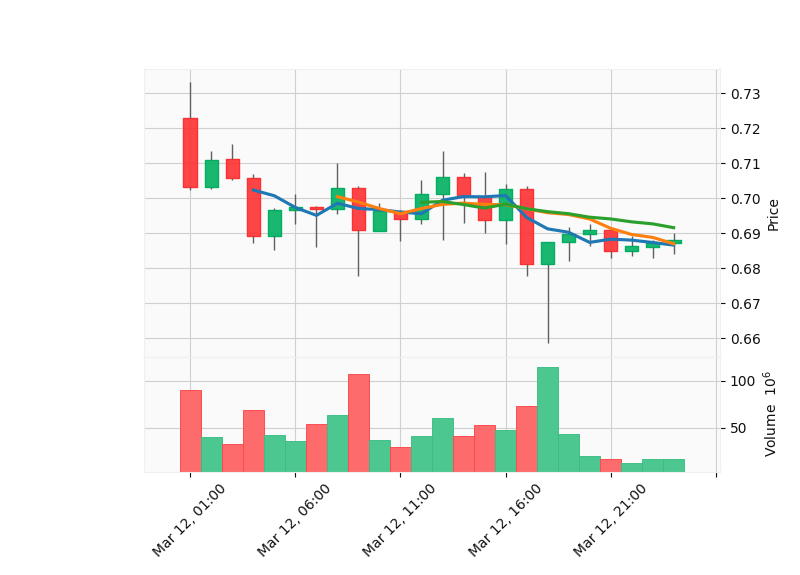 0.73
0.72
0.71
0.70
0.69
0.68
0.67
0.66
Price
100
50
Volume 10⁶
Mar 12, 01:00
Mar 12, 06:00
Mar 12, 11:00
Mar 12, 16:00
Mar 12, 21:00